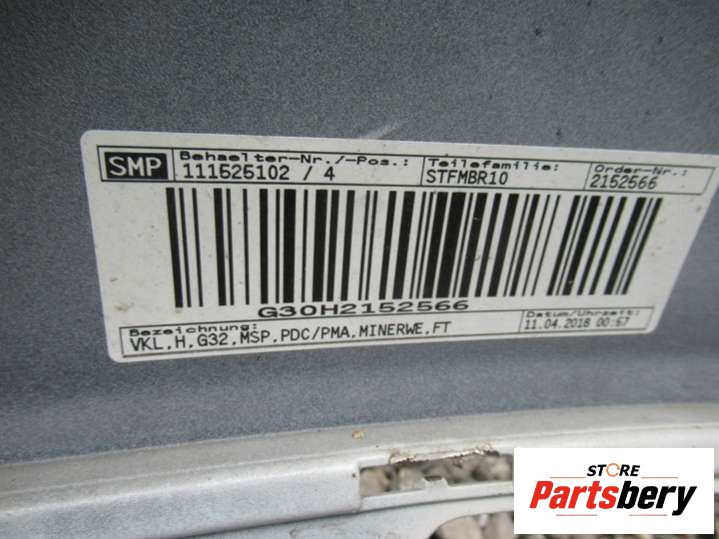 SMP
Behaelter-Nr./-Pos.:
111525102 / 4
Teilefamilie:
STFMBR10
Order-Nr.:
2152566
G30H2152566
Bezeichnung:
VKL,H,G32,MSP,PDC/PMA,MINERWE,FT
Datum/Uhrzeit:
11.04.2018 00:57
STORE
Partsbery